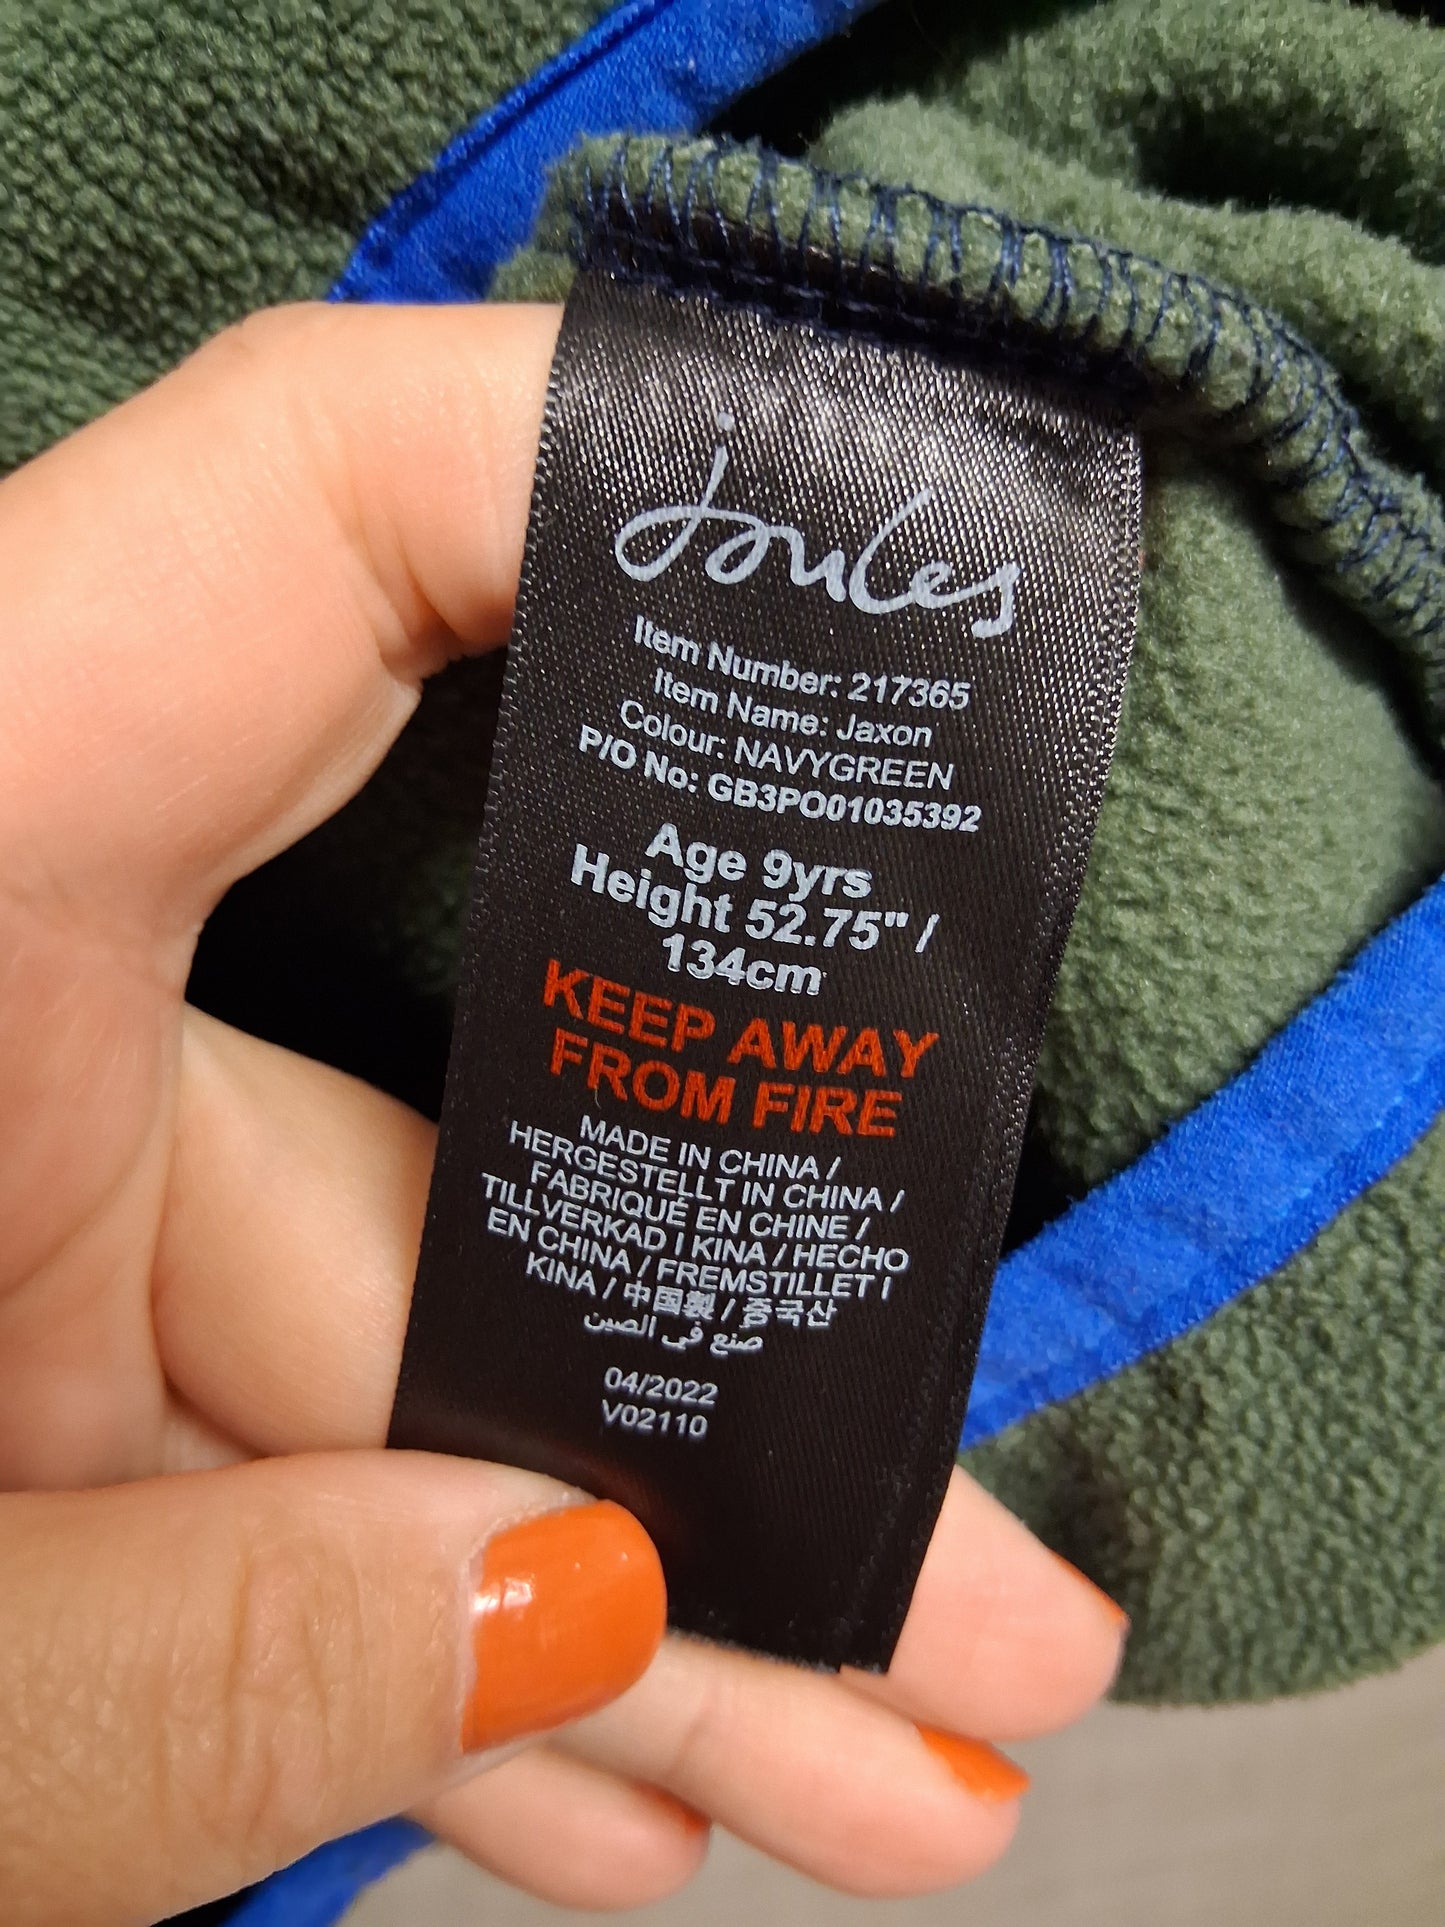 joules
Item Number: 217365
Item Name: Jaxon
Colour: NAVYGREEN
P/O No: GB3PO01035392
Age 9yrs
Height 52.75" /
134cm
KEEP AWAY
FROM FIRE
MADE IN CHINA /
HERGESTELLT IN CHINA /
FABRIQUÉ EN CHINE /
TILLVERKAD I KINA / HECHO
EN CHINA / FREMSTILLET I
KINA / 中国製 / 중국산
صنع في الصين
04/2022
V02110